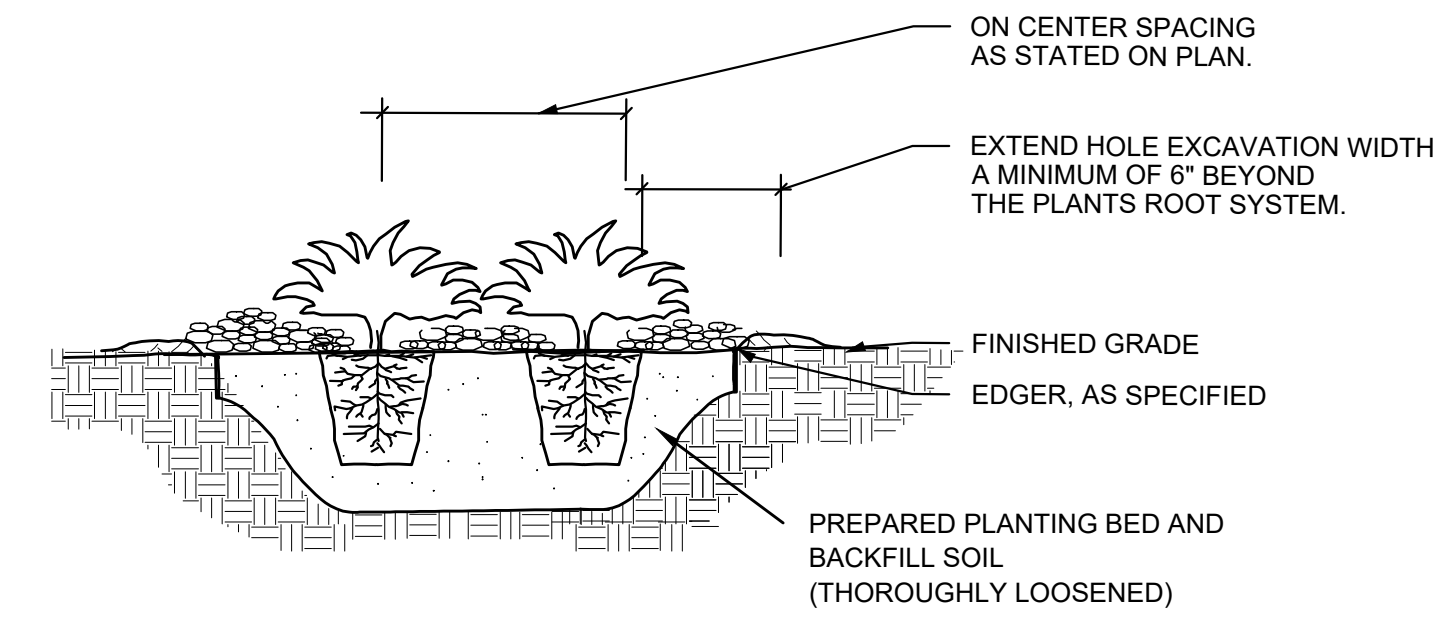 ON CENTER SPACING
AS STATED ON PLAN.
EXTEND HOLE EXCAVATION WIDTH
A MINIMUM OF 6" BEYOND
THE PLANTS ROOT SYSTEM.
FINISHED GRADE
EDGER, AS SPECIFIED
PREPARED PLANTING BED AND
BACKFILL SOIL
(THOROUGHLY LOOSENED)